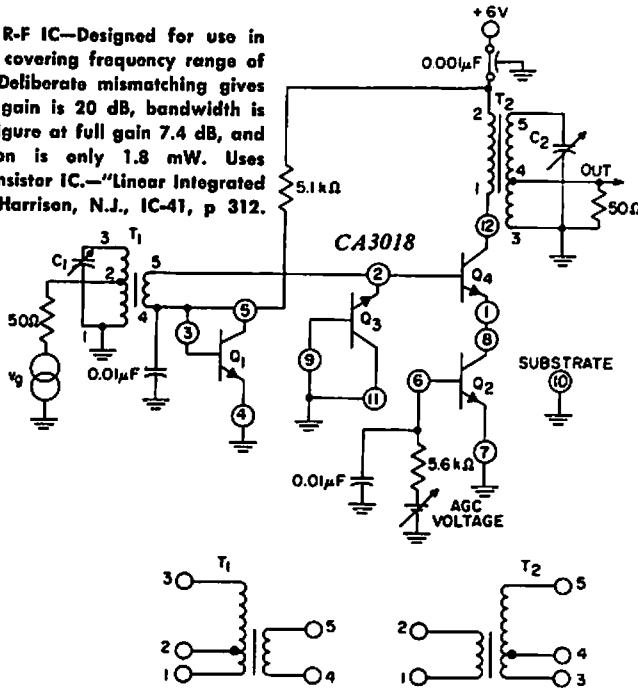 R-F IC—Designed for use in
covering frequency range of
Deliberate mismatching gives
gain is 20 dB, bandwidth is
igure at full gain 7.4 dB, and
on is only 1.8 mW. Uses
nsistor IC.—"Linear Integrated
Harrison, N.J., IC-41, p 312.
+6V
0.001μF
T2
2
5
C2
5.1kΩ
4
OUT
1
50Ω
3
12
CA3018
T1
C1
3
2
5
4
1
50Ω
vg
0.01μF
3
5
Q1
4
2
Q3
9
11
Q4
1
8
6
Q2
7
SUBSTRATE
10
0.01μF
5.6kΩ
AGC
VOLTAGE
T1
3
2
1
5
4
T2
2
1
5
4
3